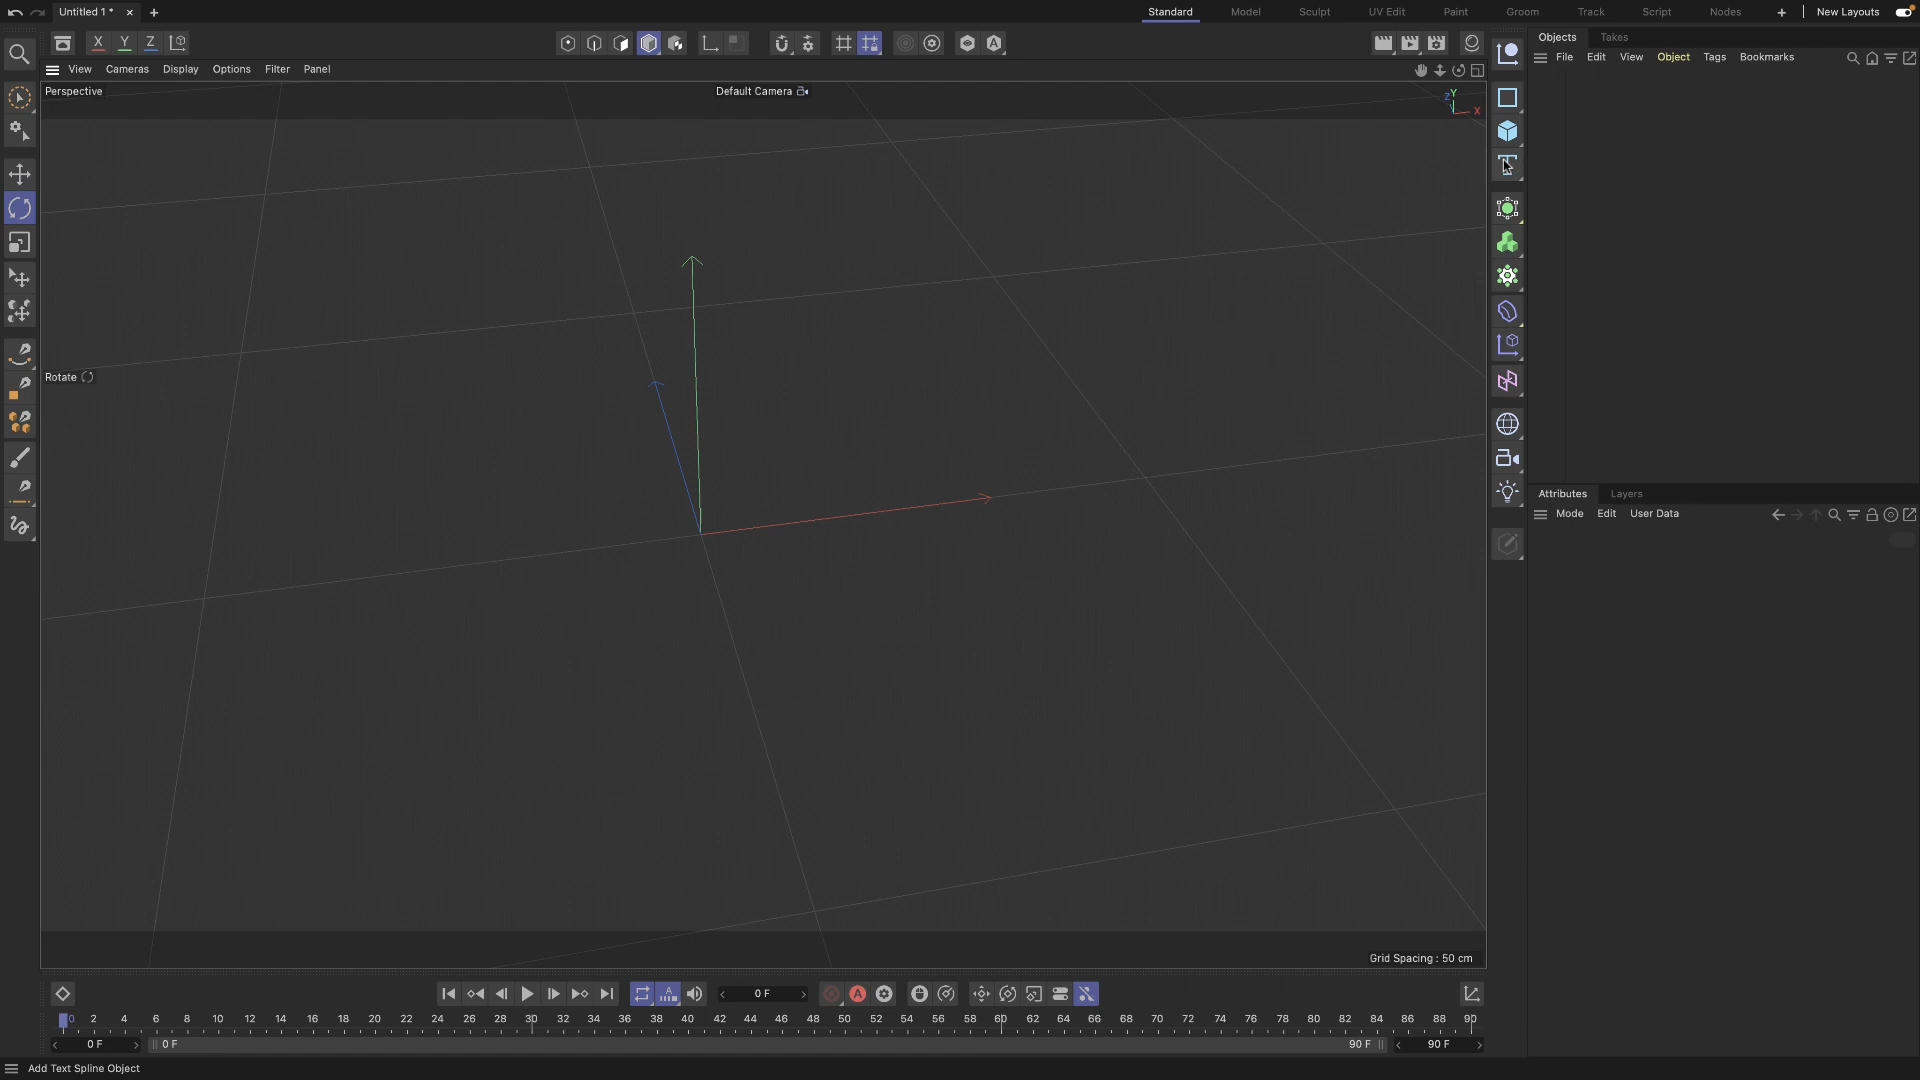 Untitled 1 *
Standard Model Sculpt UV Edit Paint Groom Track Script Nodes New Layouts
X Y Z
Objects Takes
File Edit View Object Tags Bookmarks
View Cameras Display Options Filter Panel
Perspective
Default Camera
Y
Z
X
Rotate
Attributes Layers
Mode Edit User Data
Grid Spacing : 50 cm
0 F
0 2 4 6 8 10 12 14 16 18 20 22 24 26 28 30 32 34 36 38 40 42 44 46 48 50 52 54 56 58 60 62 64 66 68 70 72 74 76 78 80 82 84 86 88 90
0 F 0 F 90 F 90 F
Add Text Spline Object